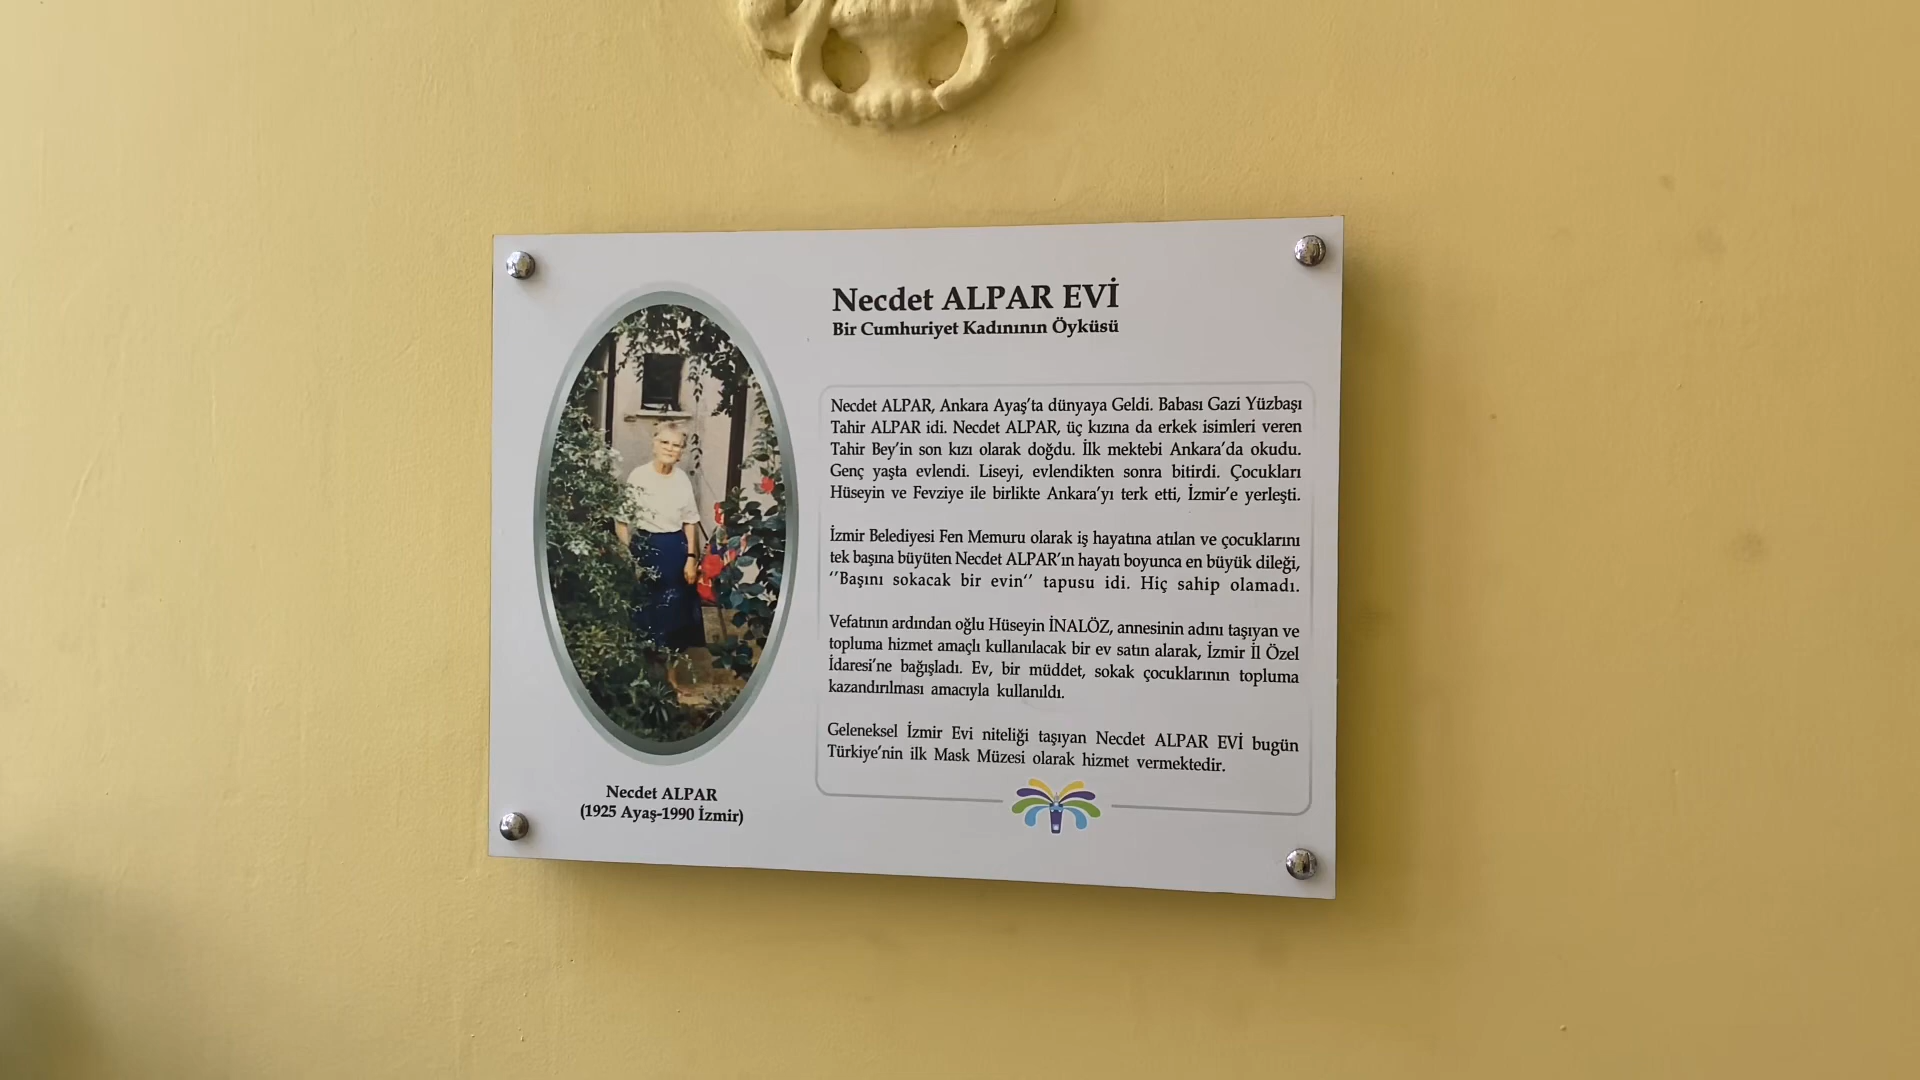 Necdet ALPAR EVİ
Bir Cumhuriyet Kadınının Öyküsü
Necdet ALPAR, Ankara Ayaş'ta dünyaya Geldi. Babası Gazi Yüzbaşı
Tahir ALPAR idi. Necdet ALPAR, üç kızına da erkek isimleri veren
Tahir Bey'in son kızı olarak doğdu. İlk mektebi Ankara'da okudu.
Genç yaşta evlendi. Liseyi, evlendikten sonra bitirdi. Çocukları
Hüseyin ve Fevziye ile birlikte Ankara'yı terk etti, İzmir'e yerleşti.
İzmir Belediyesi Fen Memuru olarak iş hayatına atılan ve çocuklarını
tek başına büyüten Necdet ALPAR'ın hayatı boyunca en büyük dileği,
''Başını sokacak bir evin'' tapusu idi. Hiç sahip olamadı.
Vefatının ardından oğlu Hüseyin İNALÖZ, annesinin adını taşıyan ve
topluma hizmet amaçlı kullanılacak bir ev satın alarak, İzmir İl Özel
İdaresi'ne bağışladı. Ev, bir müddet, sokak çocuklarının topluma
kazandırılması amacıyla kullanıldı.
Geleneksel İzmir Evi niteliği taşıyan Necdet ALPAR EVİ bugün
Türkiye'nin ilk Mask Müzesi olarak hizmet vermektedir.
Necdet ALPAR
(1925 Ayaş-1990 İzmir)